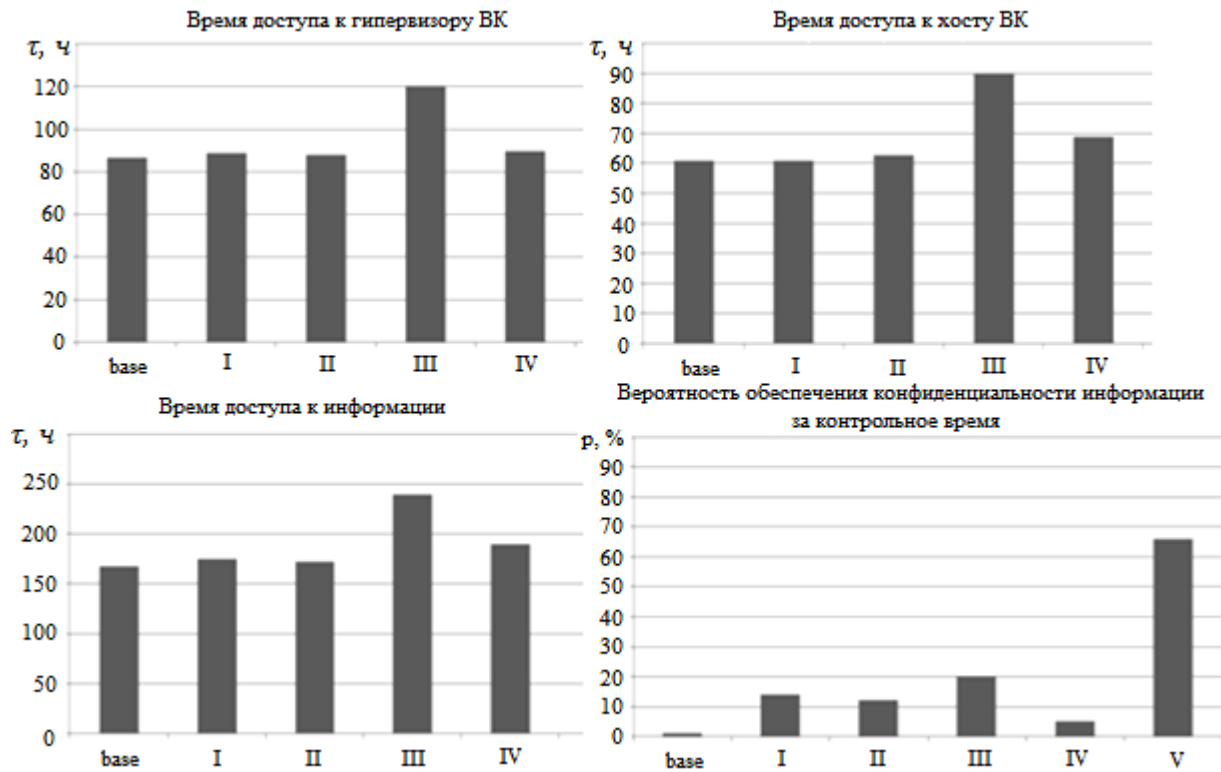 Время доступа к гипервизору ВК
τ, Ч
120
100
80
60
40
20
0
base I II III IV
Время доступа к хосту ВК
τ, Ч
90
80
70
60
50
40
30
20
10
0
base I II III IV
Время доступа к информации
τ, Ч
250
200
150
100
50
0
base I II III IV
Вероятность обеспечения конфиденциальности информации
за контрольное время
p, %
90
80
70
60
50
40
30
20
10
0
base I II III IV V